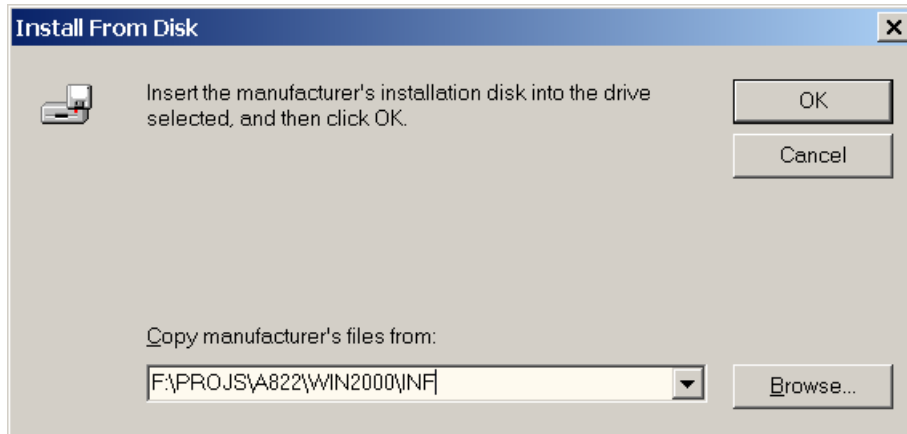 Install From Disk
Insert the manufacturer's installation disk into the drive
selected, and then click OK.
OK
Cancel
Copy manufacturer's files from:
F:\PROJS\A822\WIN2000\INF
Browse...